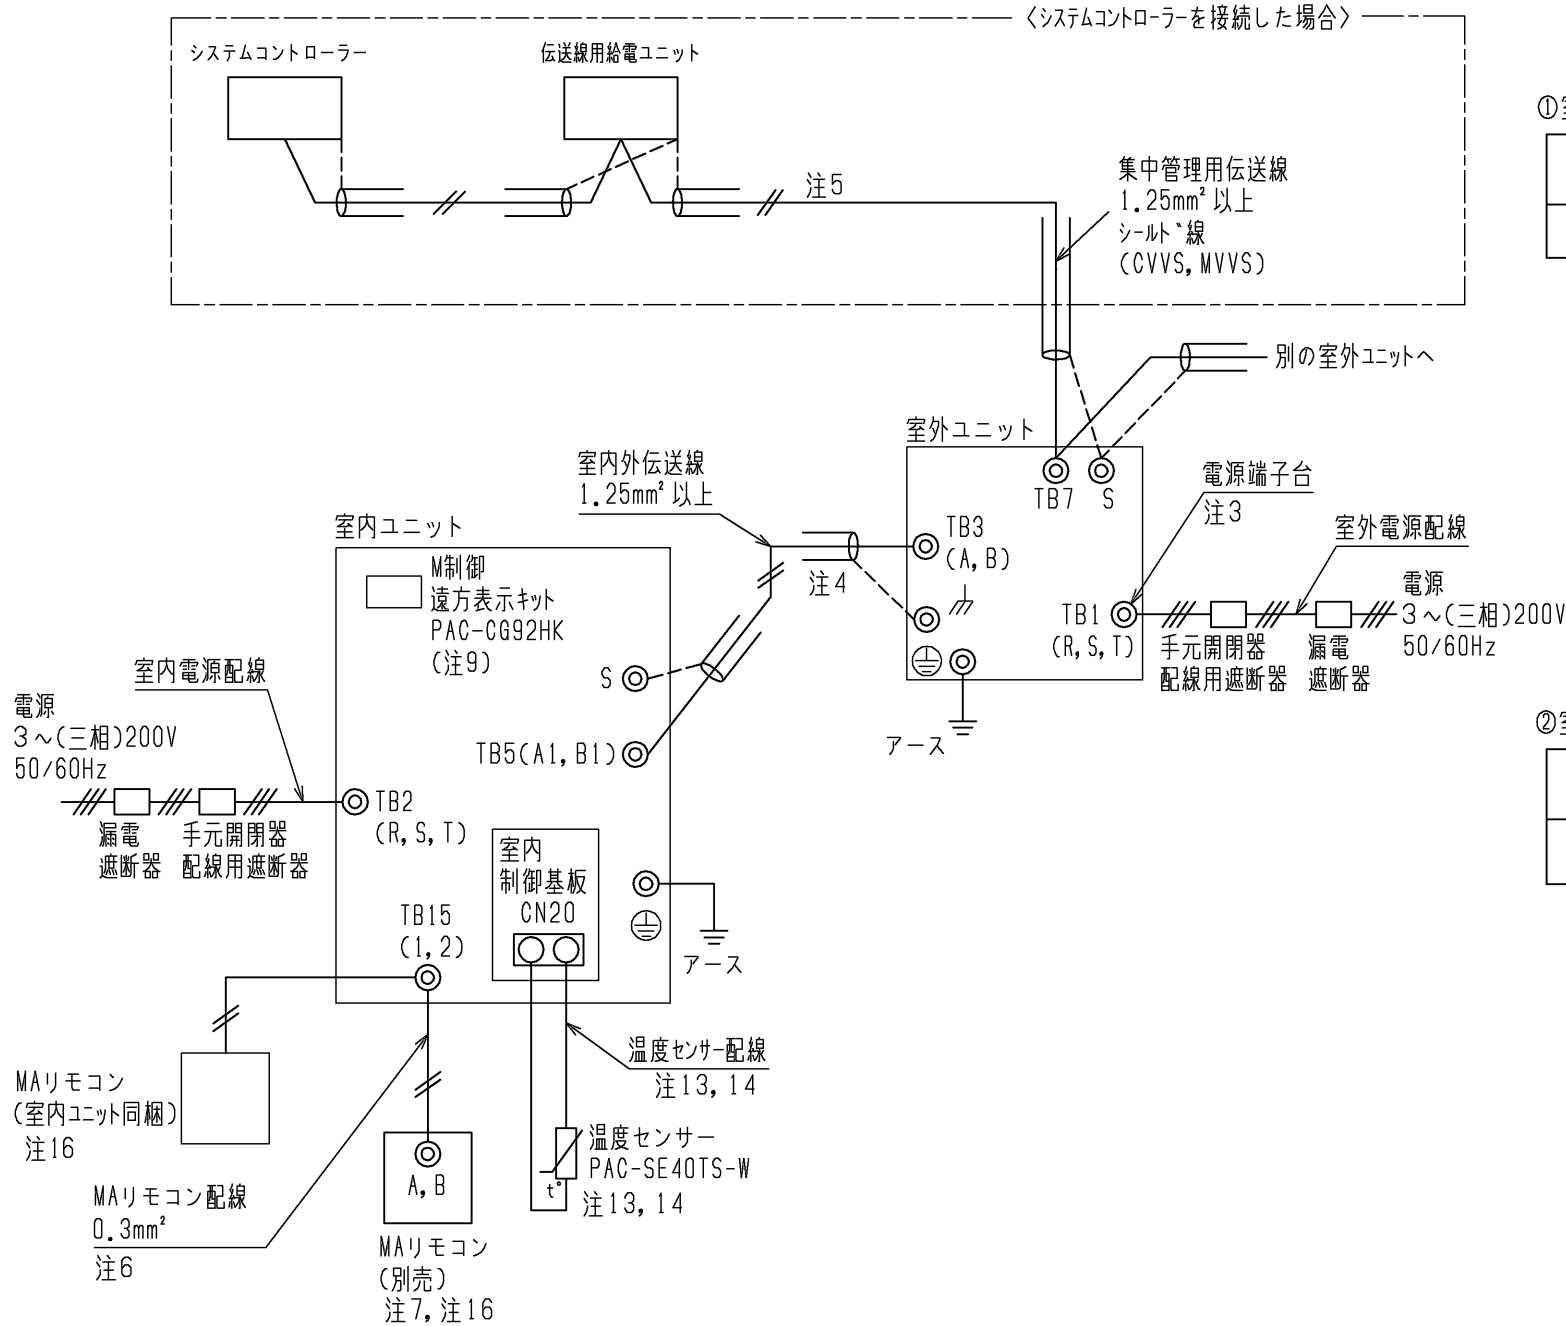 〈システムコントローラーを接続した場合〉
システムコントローラー
伝送線用給電ユニット
注5
集中管理用伝送線
1.25mm²以上
シールド線
(CVVS,MVVS)
①室
別の室外ユニットへ
室外ユニット
TB7
S
電源端子台
注3
室内外伝送線
1.25mm²以上
TB3
(A,B)
注4
室外電源配線
電源
3～(三相)200V
50/60Hz
TB1
(R,S,T)
手元開閉器
配線用遮断器
漏電
遮断器
アース
②室
室内ユニット
M制御
遠方表示キット
PAC-CG92HK
(注9)
S
TB5(A1,B1)
室内電源配線
電源
3～(三相)200V
50/60Hz
漏電
遮断器
手元開閉器
配線用遮断器
TB2
(R,S,T)
室内
制御基板
CN20
TB15
(1,2)
アース
温度センサー配線
注13,14
MAリモコン
(室内ユニット同梱)
注16
温度センサー
PAC-SE40TS-W
注13,14
t°
A,B
MAリモコン配線
0.3mm²
注6
MAリモコン
(別売)
注7,注16